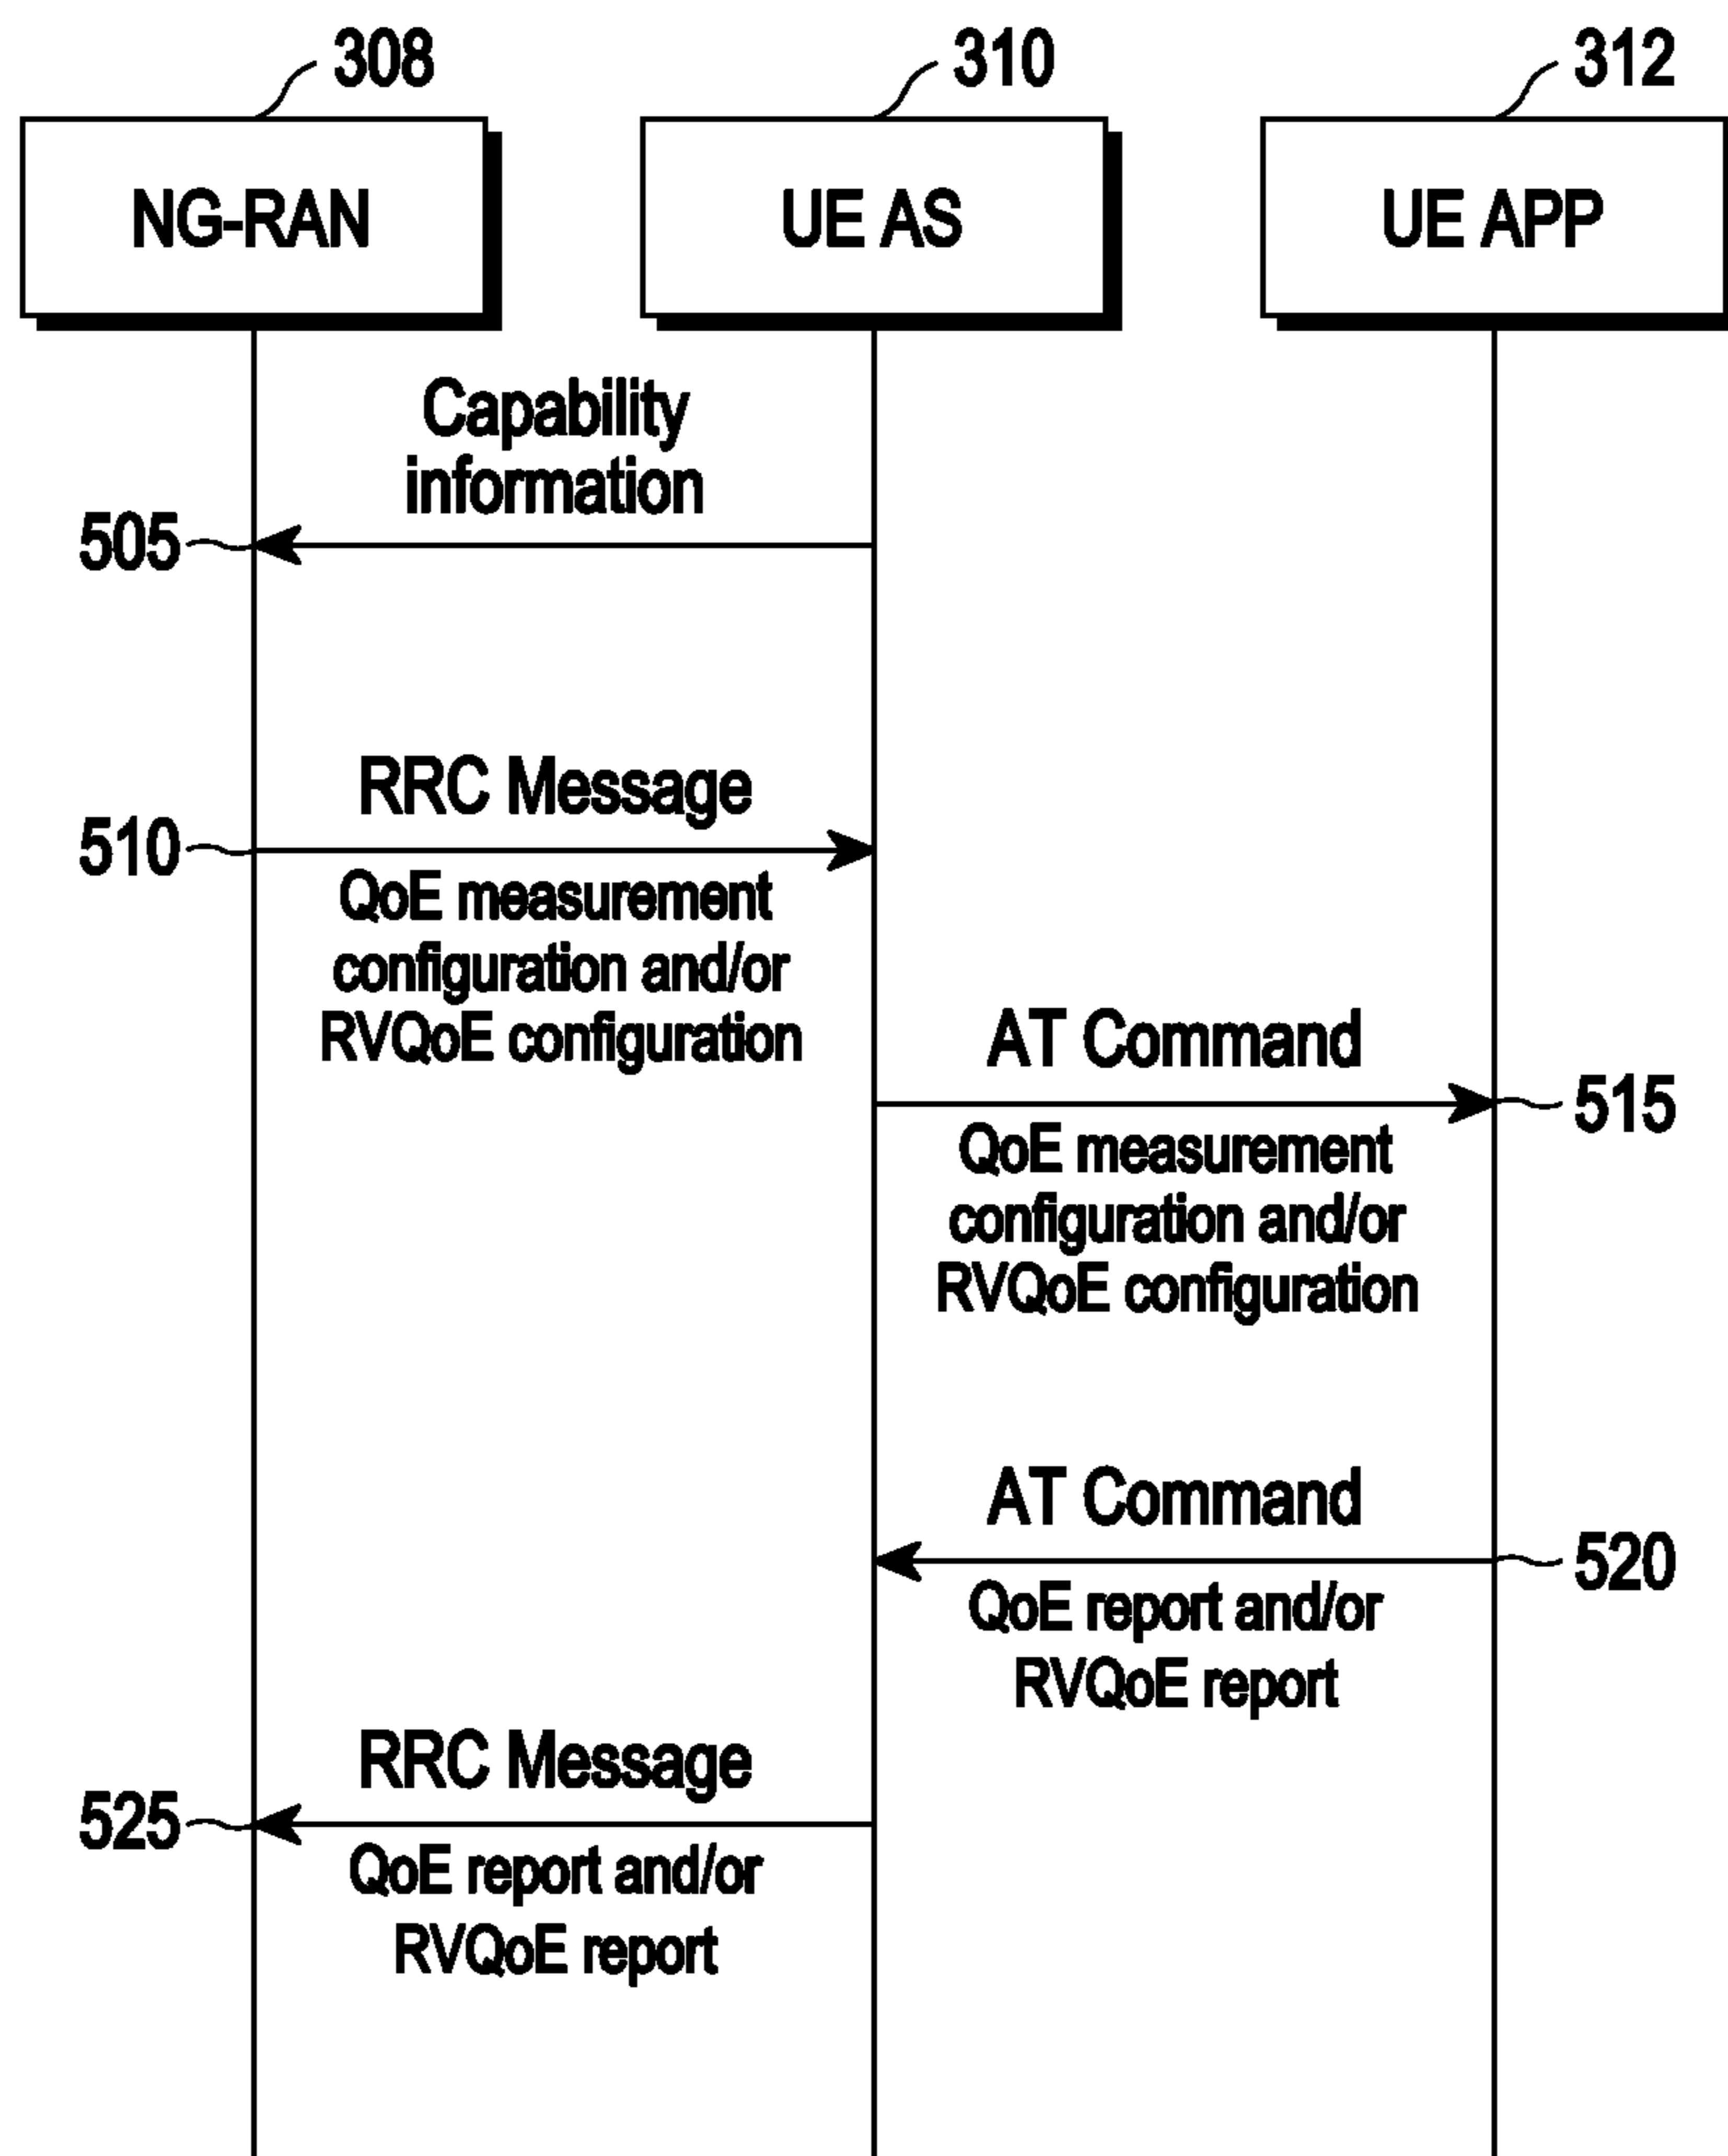 308
310
312
NG-RAN
UE AS
UE APP
Capability
information
505
RRC Message
510
QoE measurement
configuration and/or
RVQoE configuration
AT Command
515
QoE measurement
configuration and/or
RVQoE configuration
AT Command
520
QoE report and/or
RVQoE report
RRC Message
525
QoE report and/or
RVQoE report